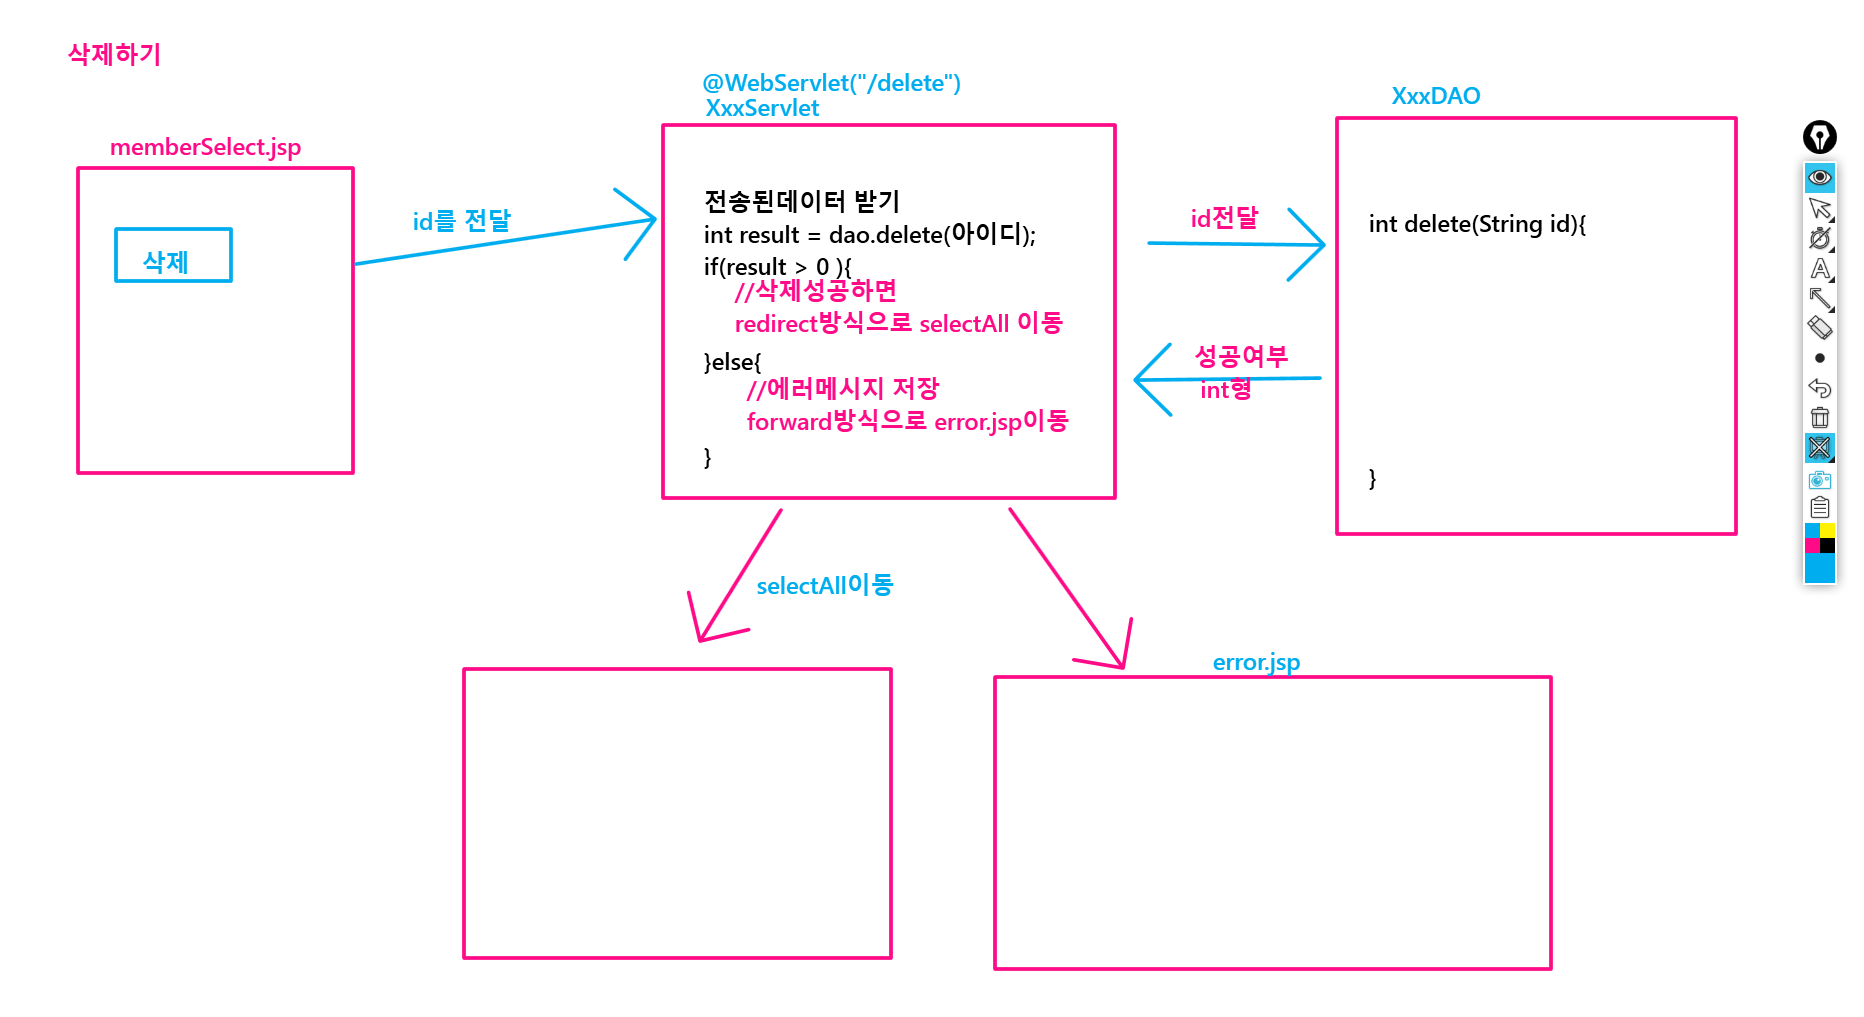 삭제하기
memberSelect.jsp
삭제
id를 전달
@WebServlet("/delete")
XxxServlet
전송된데이터 받기
int result = dao.delete(아이디);
if(result > 0 ){
//삭제성공하면
redirect방식으로 selectAll 이동
}else{
//에러메시지 저장
forward방식으로 error.jsp이동
}
id전달
성공여부
int형
XxxDAO
int delete(String id){
}
selectAll이동
error.jsp